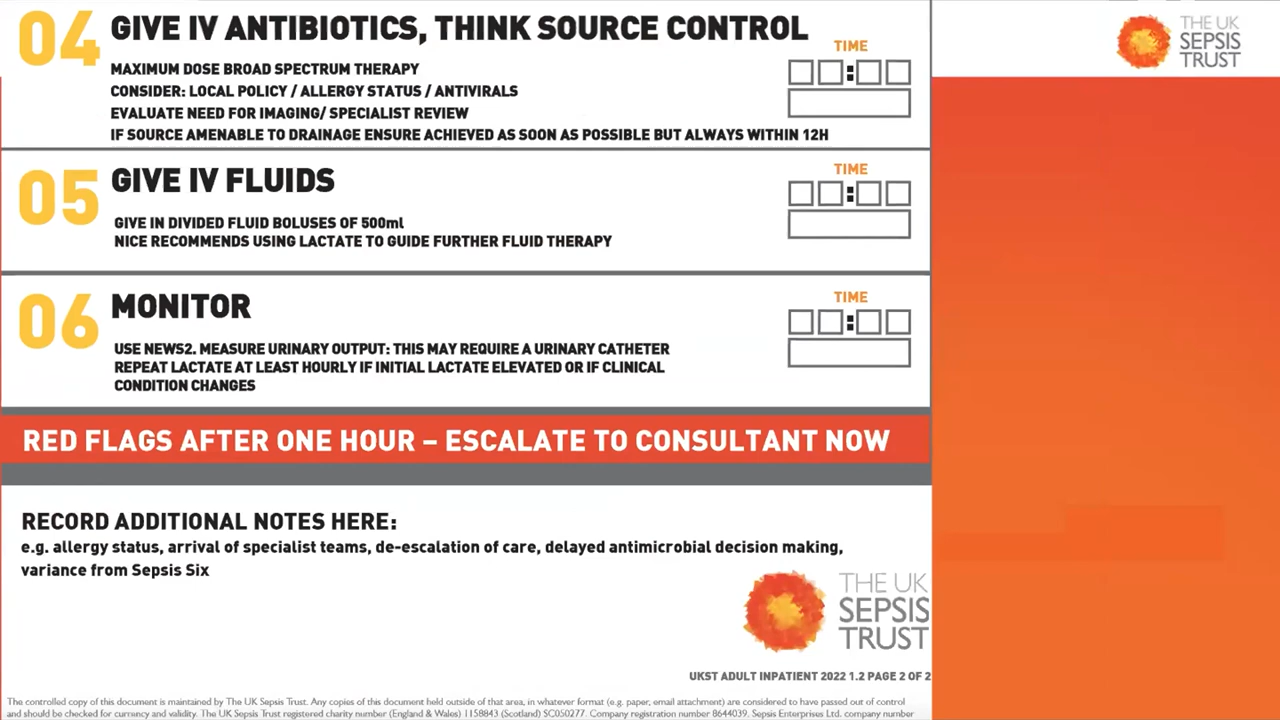 04 GIVE IV ANTIBIOTICS, THINK SOURCE CONTROL
TIME
:
MAXIMUM DOSE BROAD SPECTRUM THERAPY
CONSIDER: LOCAL POLICY / ALLERGY STATUS / ANTIVIRALS
EVALUATE NEED FOR IMAGING/ SPECIALIST REVIEW
IF SOURCE AMENABLE TO DRAINAGE ENSURE ACHIEVED AS SOON AS POSSIBLE BUT ALWAYS WITHIN 12H
05 GIVE IV FLUIDS
TIME
:
GIVE IN DIVIDED FLUID BOLUSES OF 500ml
NICE RECOMMENDS USING LACTATE TO GUIDE FURTHER FLUID THERAPY
06 MONITOR
TIME
:
USE NEWS2. MEASURE URINARY OUTPUT: THIS MAY REQUIRE A URINARY CATHETER
REPEAT LACTATE AT LEAST HOURLY IF INITIAL LACTATE ELEVATED OR IF CLINICAL
CONDITION CHANGES
RED FLAGS AFTER ONE HOUR – ESCALATE TO CONSULTANT NOW
RECORD ADDITIONAL NOTES HERE:
e.g. allergy status, arrival of specialist teams, de-escalation of care, delayed antimicrobial decision making,
variance from Sepsis Six
THE UK
SEPSIS
TRUST
UKST ADULT INPATIENT 2022 1.2 PAGE 2 OF 2
The controlled copy of this document is maintained by The UK Sepsis Trust. Any copies of this document held outside of that area, in whatever format (e.g. paper, email attachment) are considered to have passed out of control
and should be checked for currency and validity. The UK Sepsis Trust registered charity number (England & Wales) 1158843 (Scotland) SC050277. Company registration number 8644039. Sepsis Enterprises Ltd. company number
THE UK
SEPSIS
TRUST